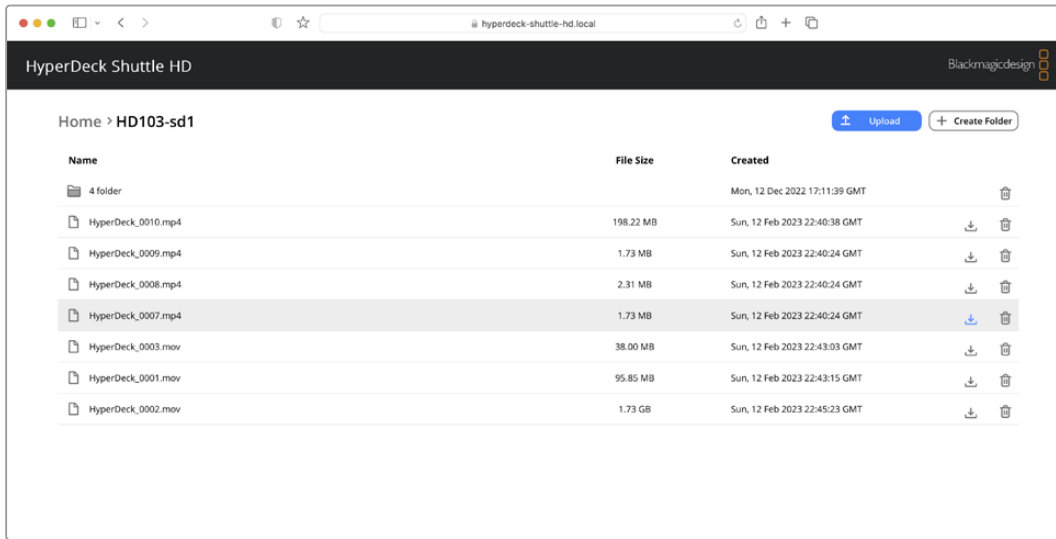 hyperdeck-shuttle-hd.local
HyperDeck Shuttle HD
Blackmagicdesign
Home > HD103-sd1
Upload
+ Create Folder
Name File Size Created
4 folder Mon, 12 Dec 2022 17:11:39 GMT
HyperDeck_0010.mp4 198.22 MB Sun, 12 Feb 2023 22:40:38 GMT
HyperDeck_0009.mp4 1.73 MB Sun, 12 Feb 2023 22:40:24 GMT
HyperDeck_0008.mp4 2.31 MB Sun, 12 Feb 2023 22:40:24 GMT
HyperDeck_0007.mp4 1.73 MB Sun, 12 Feb 2023 22:40:24 GMT
HyperDeck_0003.mov 38.00 MB Sun, 12 Feb 2023 22:43:03 GMT
HyperDeck_0001.mov 95.85 MB Sun, 12 Feb 2023 22:43:15 GMT
HyperDeck_0002.mov 1.73 GB Sun, 12 Feb 2023 22:45:23 GMT